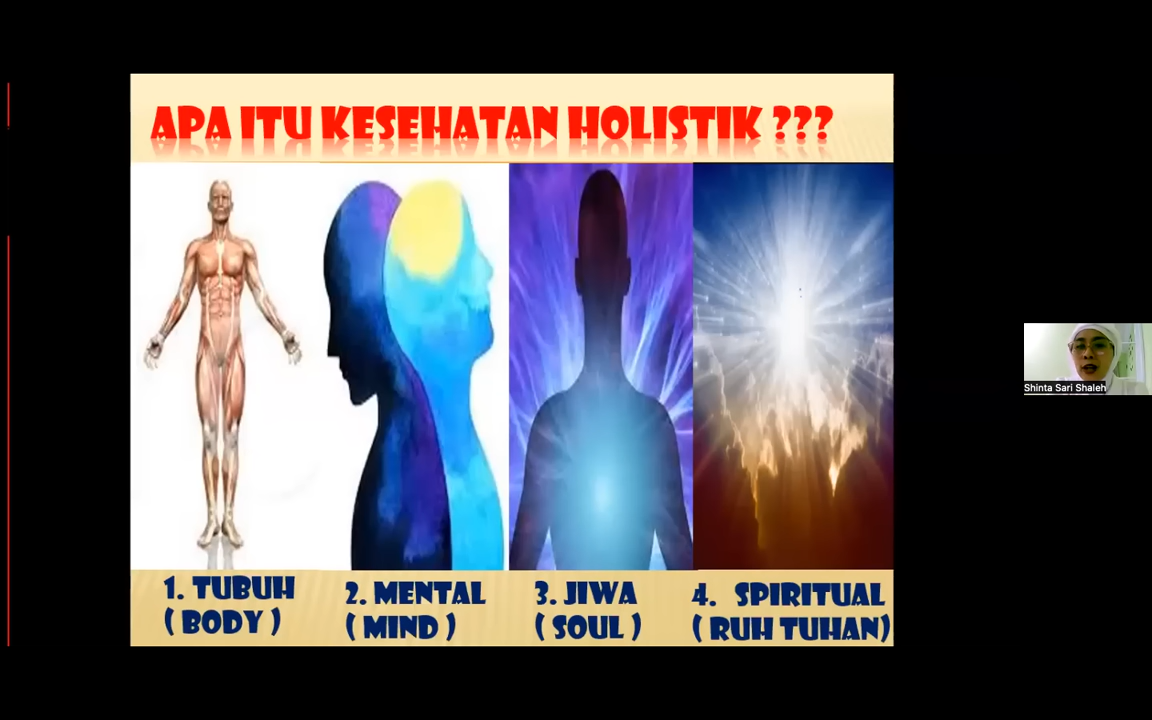 APA ITU KESEHATAN HOLISTIK ???
1. TUBUH
( BODY )
2. MENTAL
( MIND )
3. JIWA
( SOUL )
4. SPIRITUAL
( RUH TUHAN)
Shinta Sari Shaleh